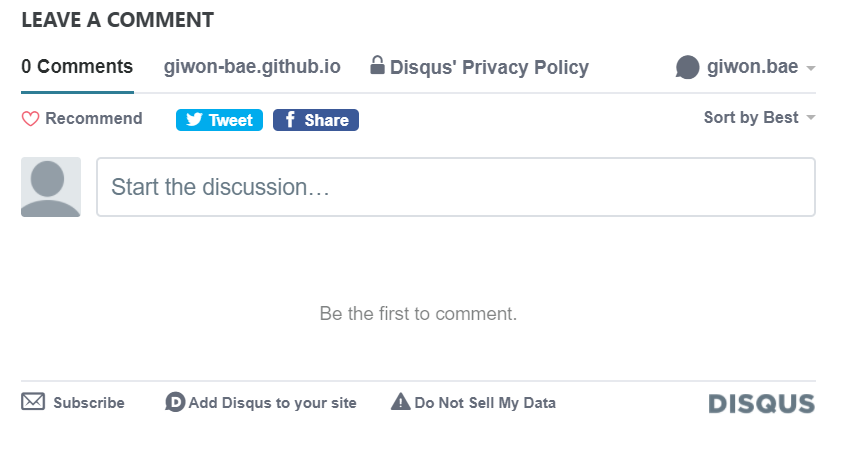 LEAVE A COMMENT
0 Comments giwon-bae.github.io Disqus' Privacy Policy giwon.bae
Recommend Tweet f Share Sort by Best
Start the discussion…
Be the first to comment.
Subscribe D Add Disqus to your site Do Not Sell My Data DISQUS